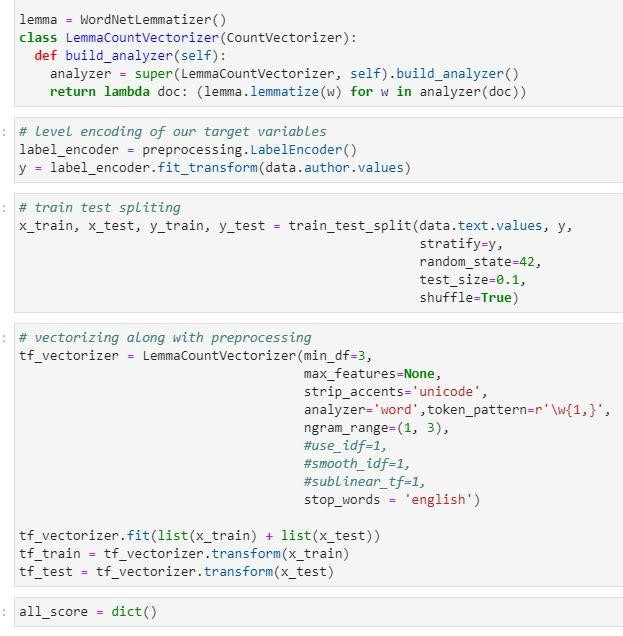 lemma = WordNetLemmatizer()
class LemmaCountVectorizer(CountVectorizer):
  def build_analyzer(self):
    analyzer = super(LemmaCountVectorizer, self).build_analyzer()
    return lambda doc: (lemma.lemmatize(w) for w in analyzer(doc))
: # level encoding of our target variables
label_encoder = preprocessing.LabelEncoder()
y = label_encoder.fit_transform(data.author.values)
: # train test spliting
x_train, x_test, y_train, y_test = train_test_split(data.text.values, y,
                                                    stratify=y,
                                                    random_state=42,
                                                    test_size=0.1,
                                                    shuffle=True)
: # vectorizing along with preprocessing
tf_vectorizer = LemmaCountVectorizer(min_df=3,
                                     max_features=None,
                                     strip_accents='unicode',
                                     analyzer='word',token_pattern=r'\w{1,}',
                                     ngram_range=(1, 3),
                                     #use_idf=1,
                                     #smooth_idf=1,
                                     #sublinear_tf=1,
                                     stop_words = 'english')
tf_vectorizer.fit(list(x_train) + list(x_test))
tf_train = tf_vectorizer.transform(x_train)
tf_test = tf_vectorizer.transform(x_test)
: all_score = dict()